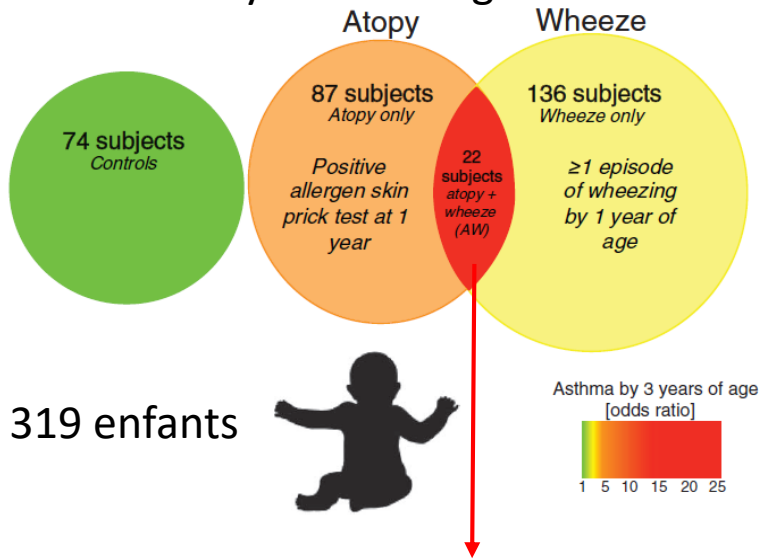 Atopy
Wheeze
74 subjects
Controls
87 subjects
Atopy only
Positive
allergen skin
prick test at 1
year
22
subjects
atopy +
wheeze
(AW)
136 subjects
Wheeze only
≥1 episode
of wheezing
by 1 year of
age
319 enfants
Asthma by 3 years of age
[odds ratio]
1 5 10 15 20 25